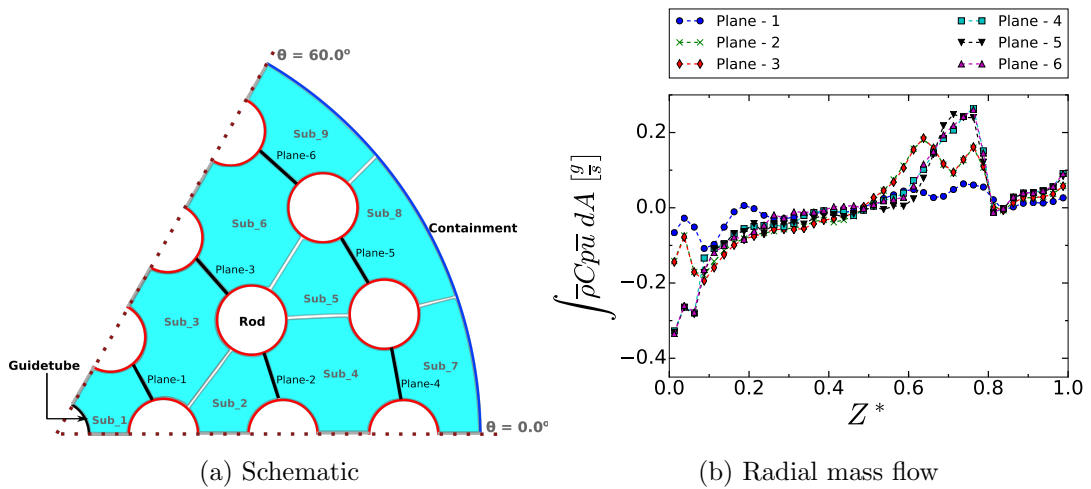 θ = 60.0°
Sub_9
Plane-6
Sub_6
Sub_8
Containment
Plane-5
Plane-3
Sub_5
Sub_3
Rod
Guidetube
Plane-1
Plane-2
Sub_4
Sub_7
Plane-4
Sub_2
Sub_1
θ = 0.0°
(a) Schematic
Plane - 1
Plane - 2
Plane - 3
Plane - 4
Plane - 5
Plane - 6
0.2
0.0
−0.2
−0.4
∫ρ̅Cpu̅ dA [g/s]
0.0 0.2 0.4 0.6 0.8 1.0
Z*
(b) Radial mass flow